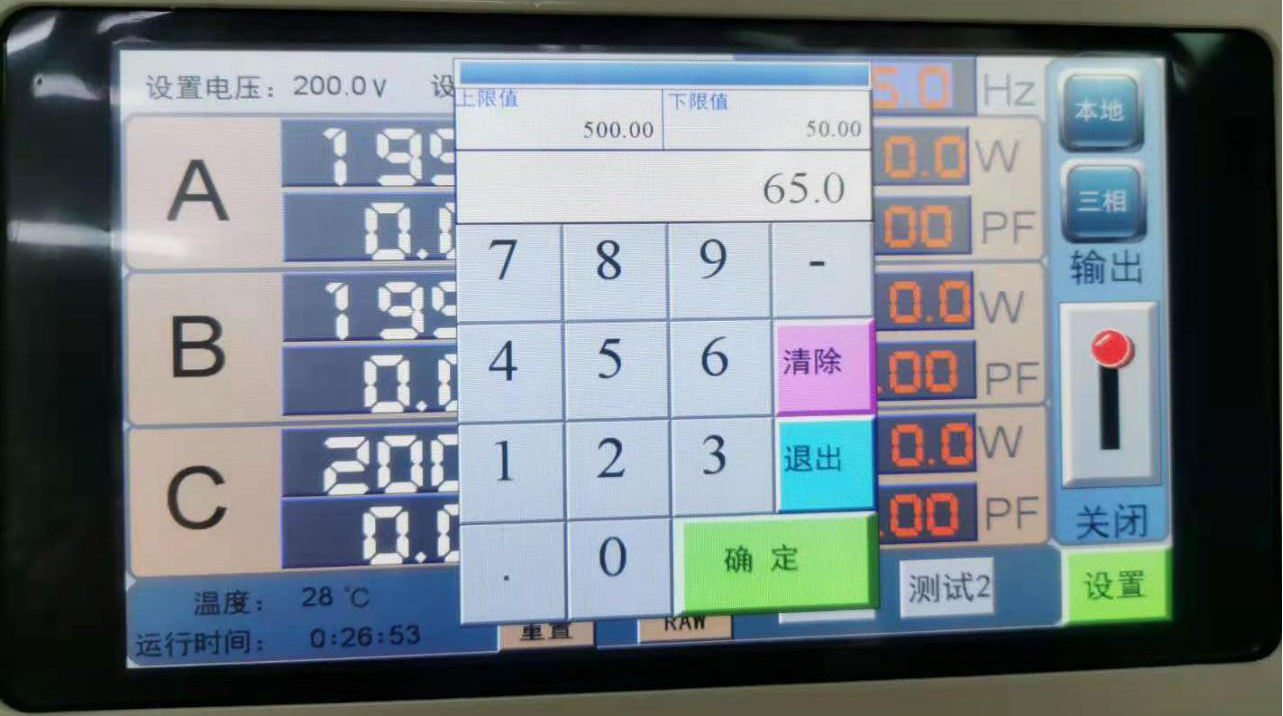 设置电压：200.0V 设
5.0 Hz
上限值 下限值
500.00 50.00
65.0
A 199 0.0 W
0. 00 PF
B 199 0.0 W
0. .00 PF
C 200 0.0 W
0. .00 PF
7 8 9 -
4 5 6 清除
1 2 3 退出
. 0 确 定
本地
三相
输出
关闭
设置
测试2
温度： 28 ℃
运行时间： 0:26:53
重置 RAW